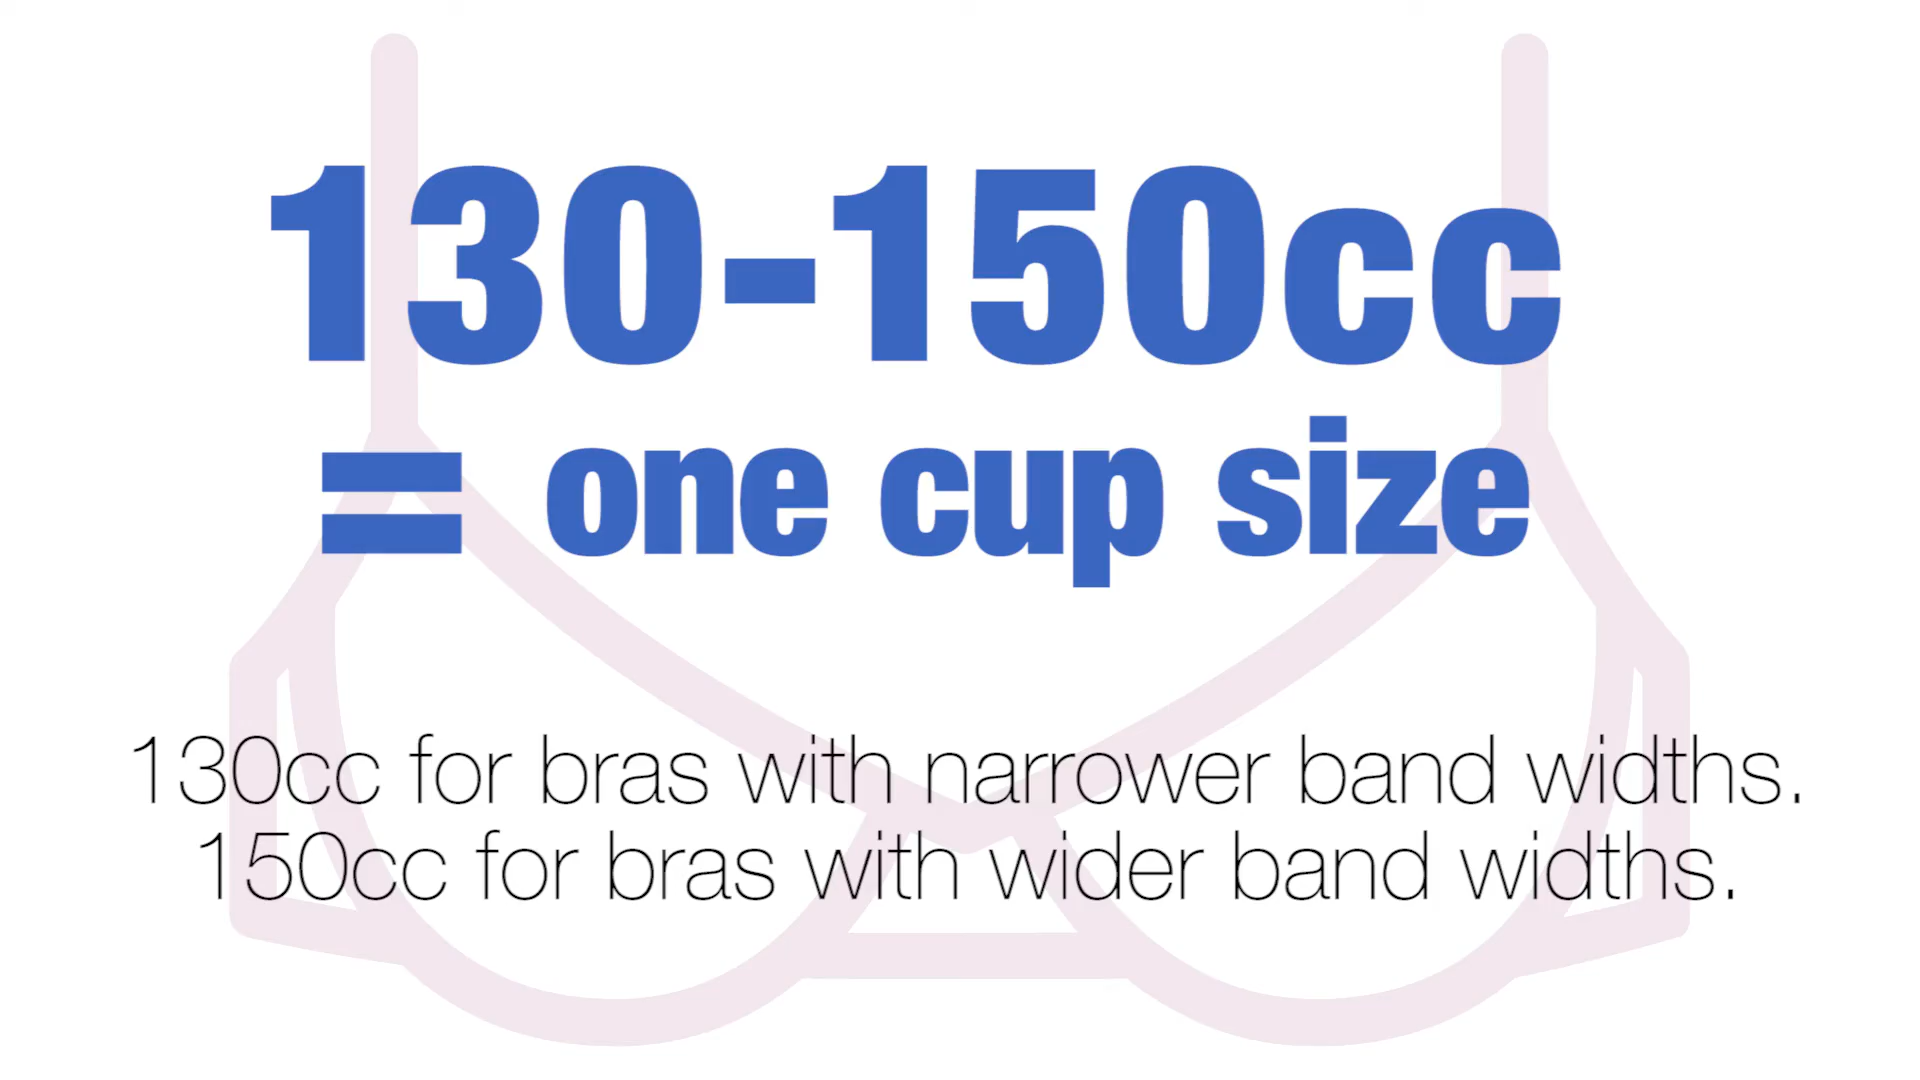 130-150cc
= one cup size
130cc for bras with narrower band widths.
150cc for bras with wider band widths.